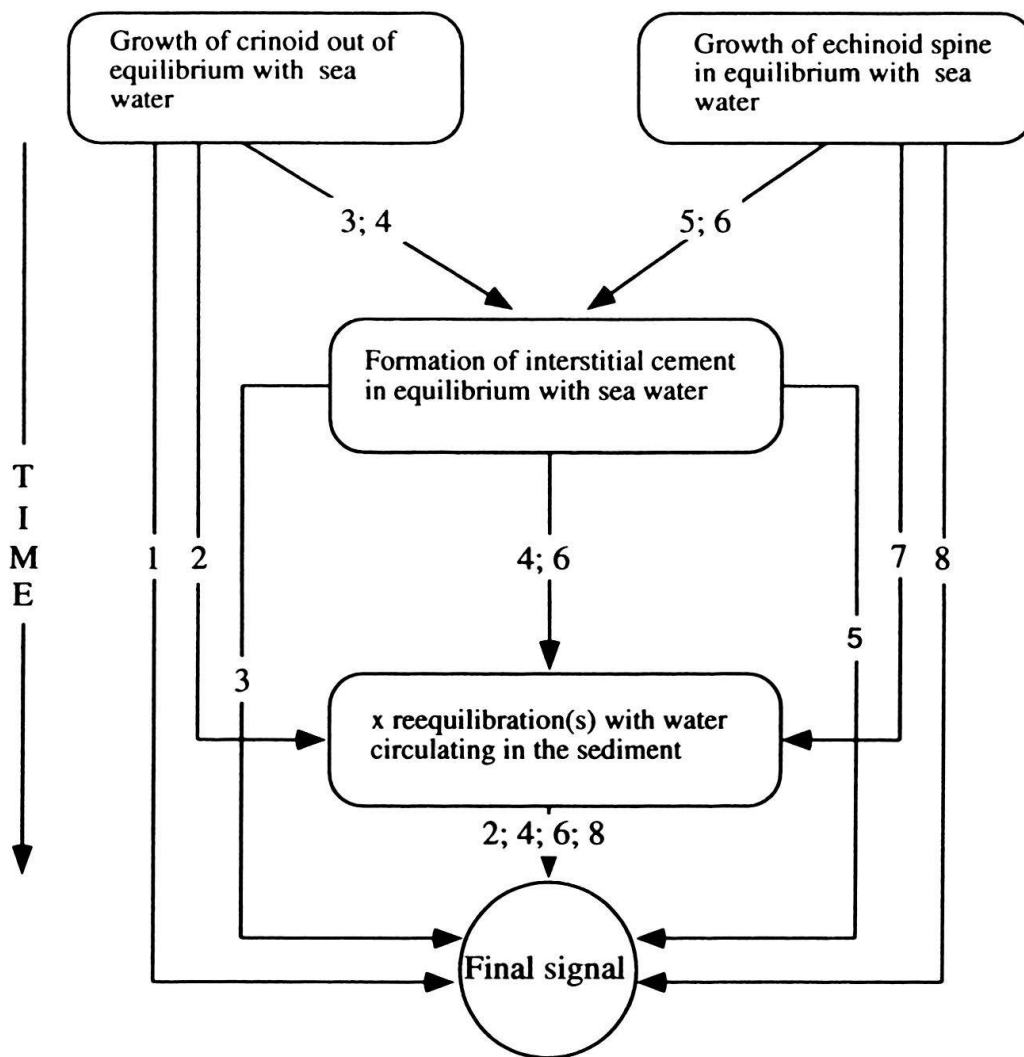 Growth of crinoid out of
equilibrium with sea
water
Growth of echinoid spine
in equilibrium with sea
water
3; 4
5; 6
Formation of interstitial cement
in equilibrium with sea water
T
I
M
E
1
2
4; 6
7
8
3
5
x reequilibration(s) with water
circulating in the sediment
2; 4; 6; 8
Final signal